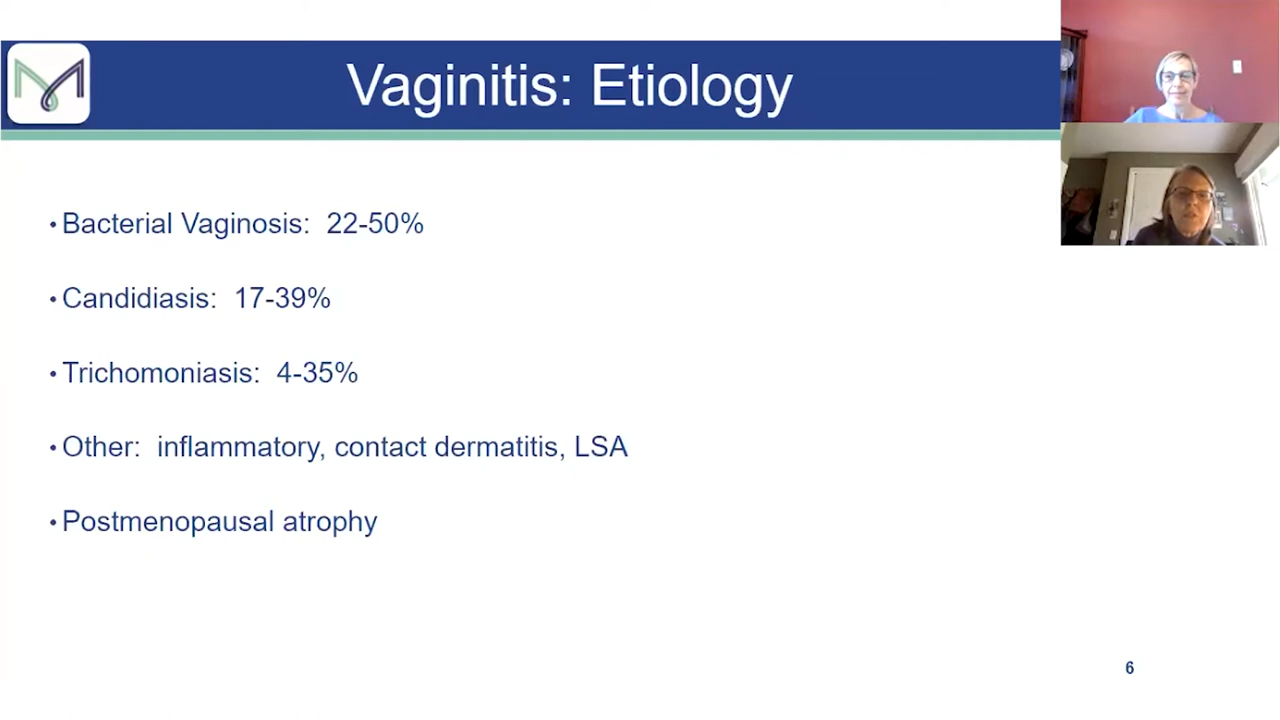 Vaginitis: Etiology
• Bacterial Vaginosis: 22-50%
• Candidiasis: 17-39%
• Trichomoniasis: 4-35%
• Other: inflammatory, contact dermatitis, LSA
• Postmenopausal atrophy
6